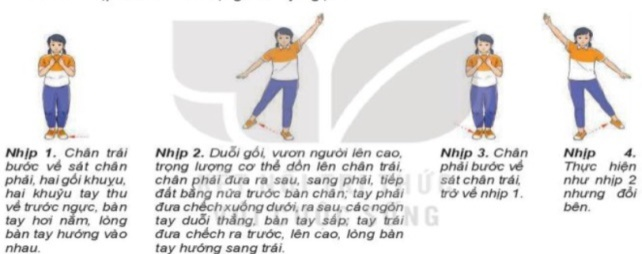 Nhịp 1. Chân trái
bước về sát chân
phải, hai gối khuỵu,
hai khuỷu tay thu
về trước ngực, bàn
tay hơi nắm, lòng
bàn tay hướng vào
nhau.
Nhịp 2. Duỗi gối, vươn người lên cao,
trọng lượng cơ thể dồn lên chân trái,
chân phải đưa ra sau, sang phải, tiếp
đất bằng nửa trước bàn chân; tay phải
đưa chếch xuống dưới, ra sau, các ngón
tay duỗi thẳng, bàn tay sấp; tay trái
đưa chếch ra trước, lên cao, lòng bàn
tay hướng sang trái.
Nhịp 3. Chân
phải bước về
sát chân trái,
trở về nhịp 1.
Nhịp 4.
Thực hiện
như nhịp 2
nhưng đổi
bên.